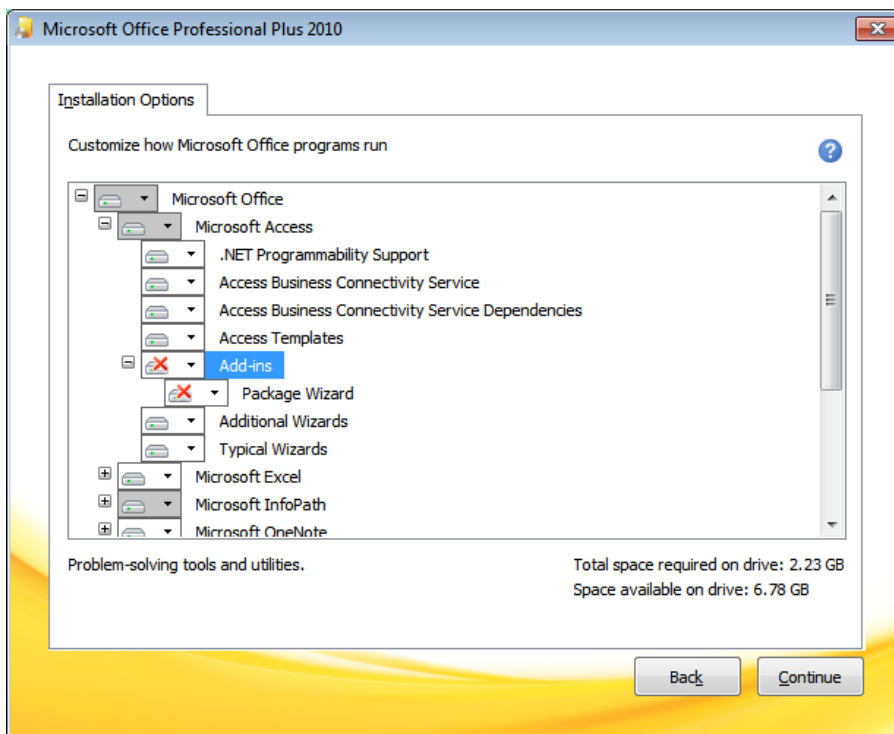 Microsoft Office Professional Plus 2010
Installation Options
Customize how Microsoft Office programs run
Microsoft Office
Microsoft Access
.NET Programmability Support
Access Business Connectivity Service
Access Business Connectivity Service Dependencies
Access Templates
Add-ins
Package Wizard
Additional Wizards
Typical Wizards
Microsoft Excel
Microsoft InfoPath
Microsoft OneNote
Problem-solving tools and utilities.
Total space required on drive: 2.23 GB
Space available on drive: 6.78 GB
Back
Continue